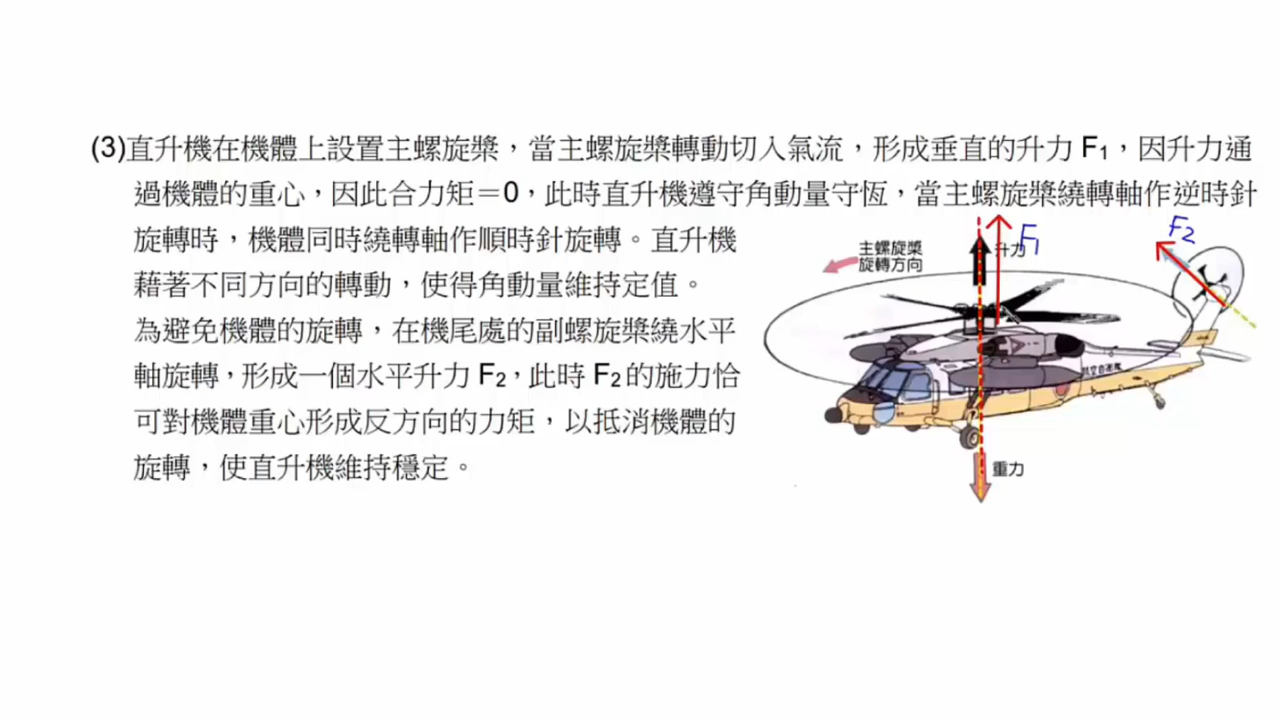 (3)直升機在機體上設置主螺旋槳，當主螺旋槳轉動切入氣流，形成垂直的升力 F₁，因升力通
過機體的重心，因此合力矩＝0，此時直升機遵守角動量守恆，當主螺旋槳繞轉軸作逆時針
旋轉時，機體同時繞轉軸作順時針旋轉。直升機
藉著不同方向的轉動，使得角動量維持定值。
為避免機體的旋轉，在機尾處的副螺旋槳繞水平
軸旋轉，形成一個水平升力 F₂，此時 F₂ 的施力恰
可對機體重心形成反方向的力矩，以抵消機體的
旋轉，使直升機維持穩定。
主螺旋槳
旋轉方向
升力
F₁
F₂
航空自衛隊
重力